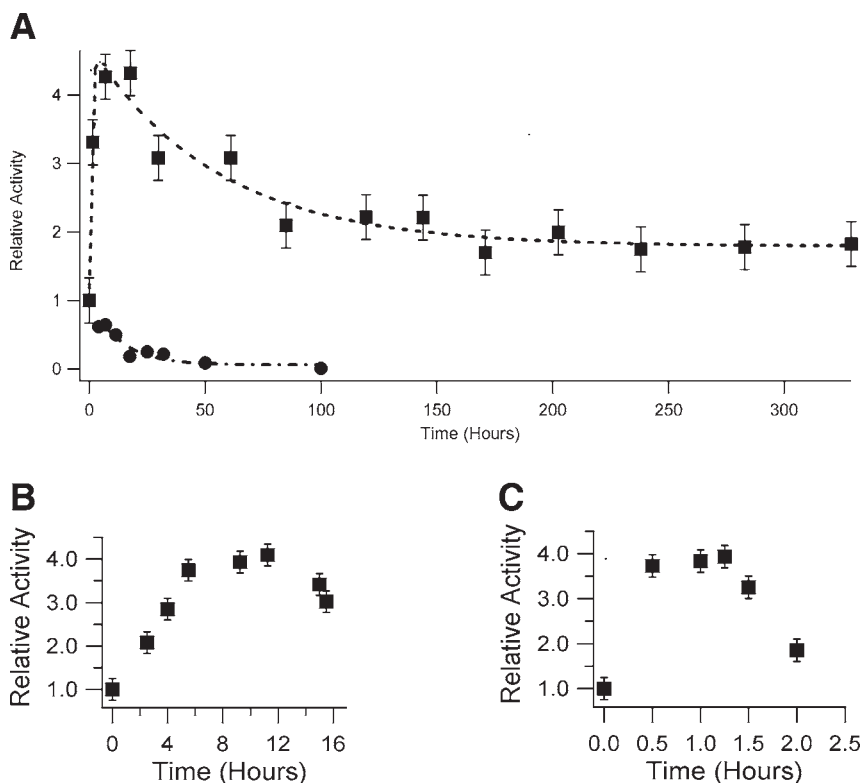 A
Relative Activity
4
3
2
1
0
0 50 100 150 200 250 300
Time (Hours)
B
Relative Activity
4.0
3.0
2.0
1.0
0 4 8 12 16
Time (Hours)
C
Relative Activity
4.0
3.0
2.0
1.0
0.0 0.5 1.0 1.5 2.0 2.5
Time (Hours)